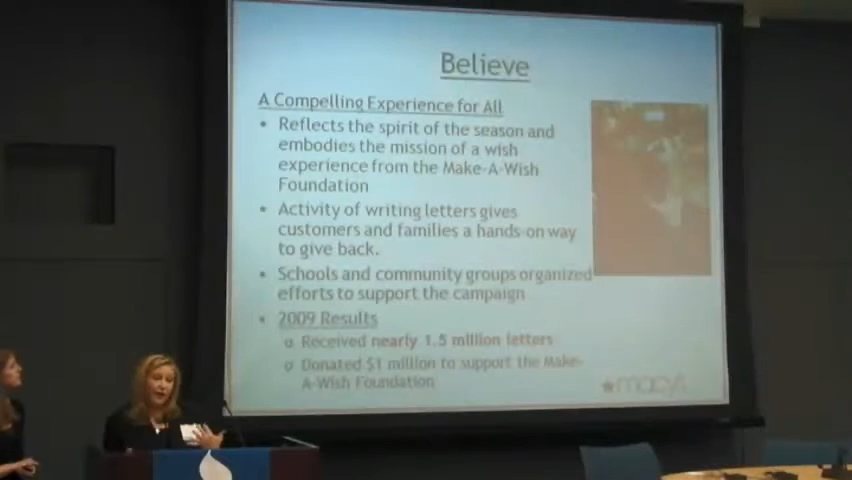 Believe
A Compelling Experience for All
• Reflects the spirit of the season and
embodies the mission of a wish
experience from the Make-A-Wish
Foundation
• Activity of writing letters gives
customers and families a hands-on way
to give back.
• Schools and community groups organized
efforts to support the campaign
• 2009 Results
o Received nearly 1.5 million letters
o Donated $1 million to support the Make-
A-Wish Foundation
★macy's